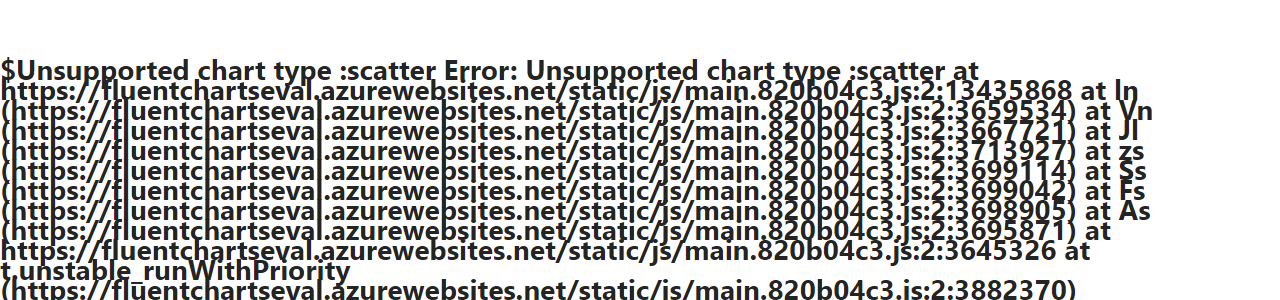 $Unsupported chart type :scatter Error: Unsupported chart type :scatter at
https://fluentchartseval.azurewebsites.net/static/js/main.820b04c3.js:2:13435868 at ln
(https://fluentchartseval.azurewebsites.net/static/js/main.820b04c3.js:2:3659534) at Vn
(https://fluentchartseval.azurewebsites.net/static/js/main.820b04c3.js:2:3667721) at Jl
(https://fluentchartseval.azurewebsites.net/static/js/main.820b04c3.js:2:3713927) at zs
(https://fluentchartseval.azurewebsites.net/static/js/main.820b04c3.js:2:3699114) at Ss
(https://fluentchartseval.azurewebsites.net/static/js/main.820b04c3.js:2:3699042) at Fs
(https://fluentchartseval.azurewebsites.net/static/js/main.820b04c3.js:2:3698905) at As
(https://fluentchartseval.azurewebsites.net/static/js/main.820b04c3.js:2:3695871) at
https://fluentchartseval.azurewebsites.net/static/js/main.820b04c3.js:2:3645326 at
t.unstable_runWithPriority
(https://fluentchartseval.azurewebsites.net/static/js/main.820b04c3.js:2:3882370)